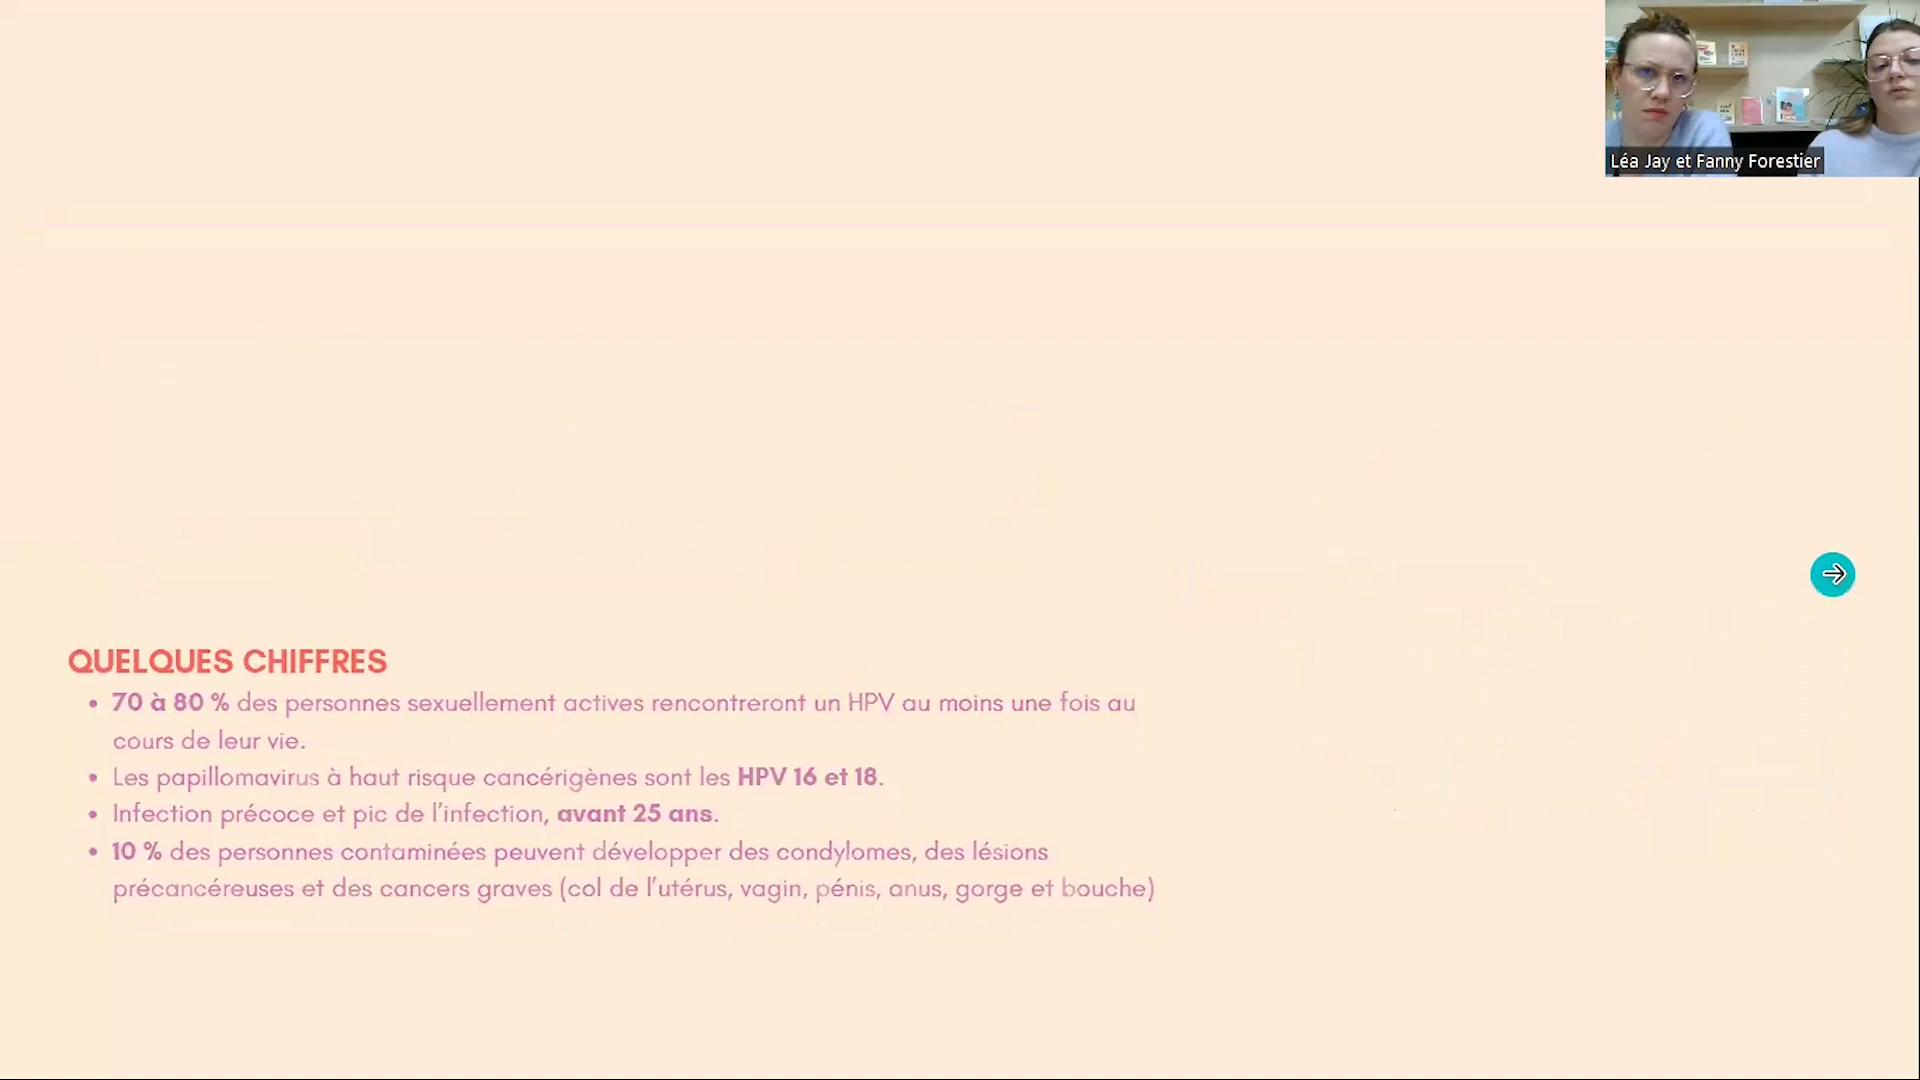 Léa Jay et Fanny Forestier
QUELQUES CHIFFRES
• 70 à 80 % des personnes sexuellement actives rencontreront un HPV au moins une fois au
cours de leur vie.
• Les papillomavirus à haut risque cancérigènes sont les HPV 16 et 18.
• Infection précoce et pic de l'infection, avant 25 ans.
• 10 % des personnes contaminées peuvent développer des condylomes, des lésions
précancéreuses et des cancers graves (col de l'utérus, vagin, pénis, anus, gorge et bouche)